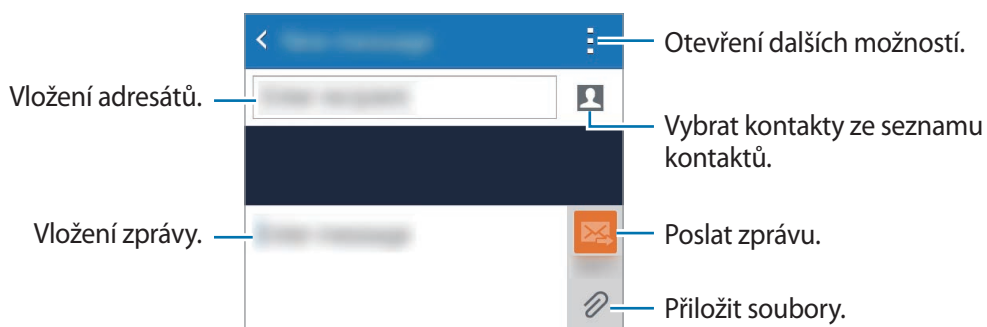 Otevření dalších možností.
Vložení adresátů.
Vybrat kontakty ze seznamu
kontaktů.
Vložení zprávy.
Poslat zprávu.
Přiložit soubory.